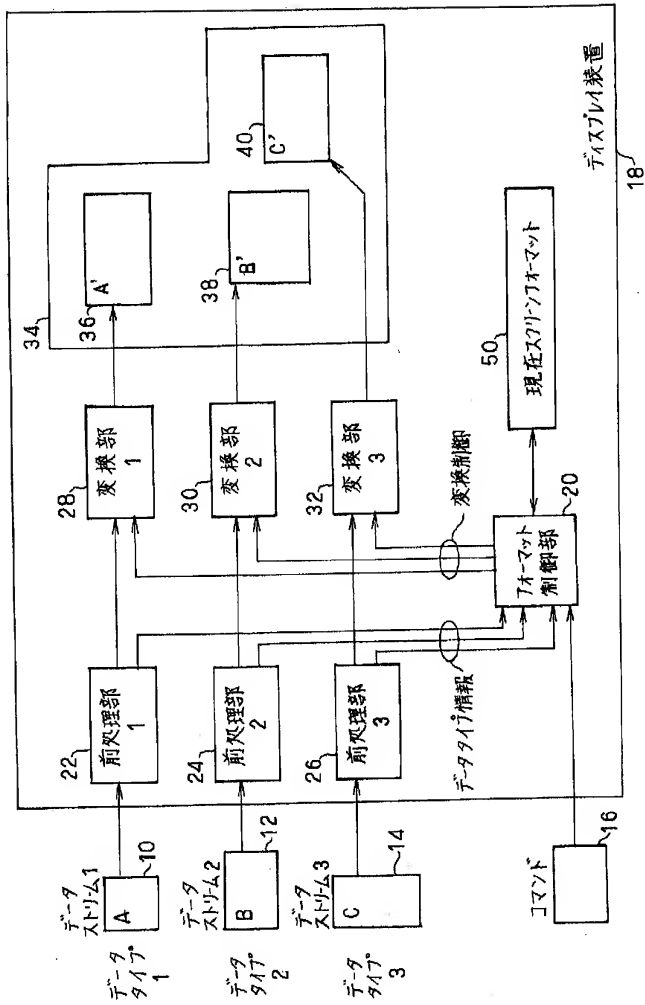 データ
タイプ
1
データ
ストリーム1
A
10
データ
タイプ
2
データ
ストリーム2
B
12
データ
タイプ
3
データ
ストリーム3
C
14
コマンド
16
22
前処理部
1
24
前処理部
2
26
前処理部
3
データタイプ情報
28
変換部
1
30
変換部
2
32
変換部
3
変換制御
フォーマット
制御部
20
34
36
A'
38
B'
40
C'
50
現在スクリーンフォーマット
ディスプレイ装置
18